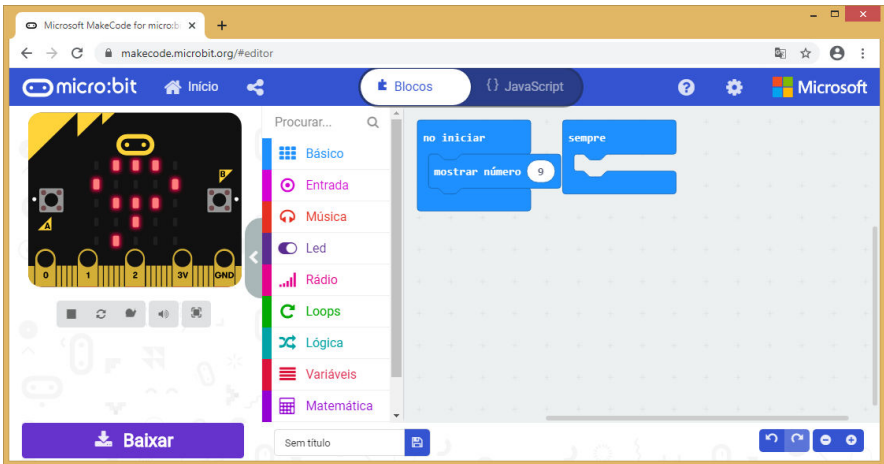 Microsoft MakeCode for micro:b
makecode.microbit.org/#editor
micro:bit
Início
Blocos
{} JavaScript
Microsoft
A
B
0 1 2 3V GND
Procurar...
Básico
Entrada
Música
Led
Rádio
Loops
Lógica
Variáveis
Matemática
no iniciar
mostrar número 9
sempre
Baixar
Sem título